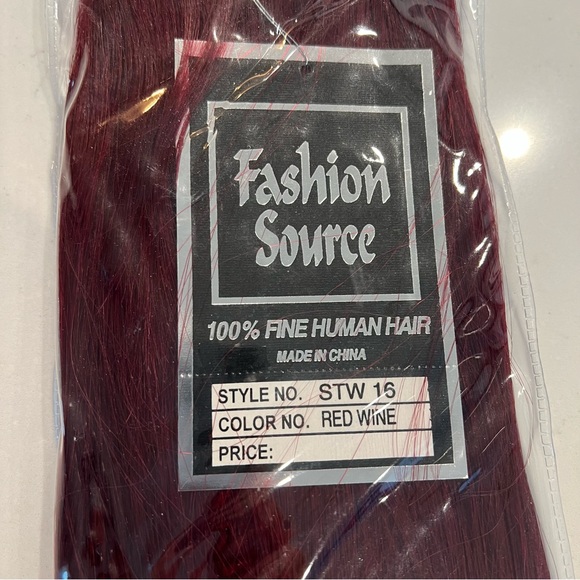 Fashion
Source
100% FINE HUMAN HAIR
MADE IN CHINA
STYLE NO. STW 16
COLOR NO. RED WINE
PRICE: